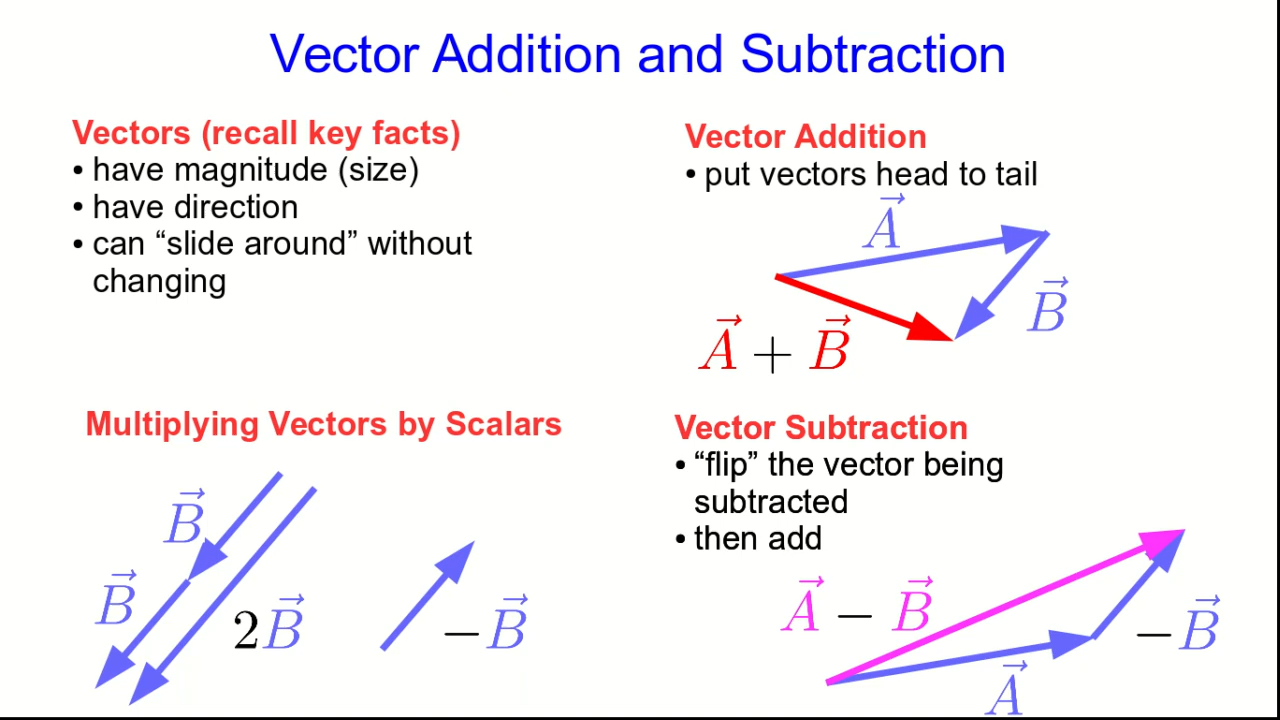 Vector Addition and Subtraction
Vectors (recall key facts)
• have magnitude (size)
• have direction
• can “slide around” without
changing
Vector Addition
• put vectors head to tail
A⃗
B⃗
A⃗ + B⃗
Multiplying Vectors by Scalars
B⃗
B⃗
2B⃗
−B⃗
Vector Subtraction
• “flip” the vector being
subtracted
• then add
A⃗ − B⃗
−B⃗
A⃗